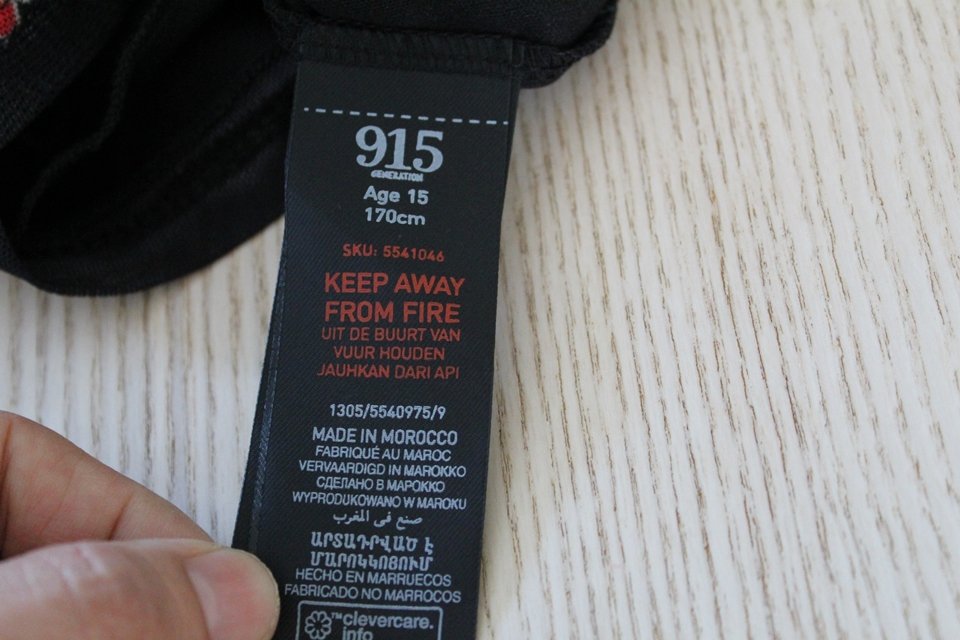 915
GENERATION
Age 15
170cm
SKU: 5541046
KEEP AWAY
FROM FIRE
UIT DE BUURT VAN
VUUR HOUDEN
JAUHKAN DARI API
1305/5540975/9
MADE IN MOROCCO
FABRIQUÉ AU MAROC
VERVAARDIGD IN MAROKKO
СДЕЛАНО В МАРОККО
WYPRODUKOWANO W MAROKU
صنع في المغرب
ԱՐՏԱԴՐՎԱԾ Է
ՄԱՐՈԿԿՈՅՈՒՄ
HECHO EN MARRUECOS
FABRICADO NO MARROCOS
™clevercare.
info